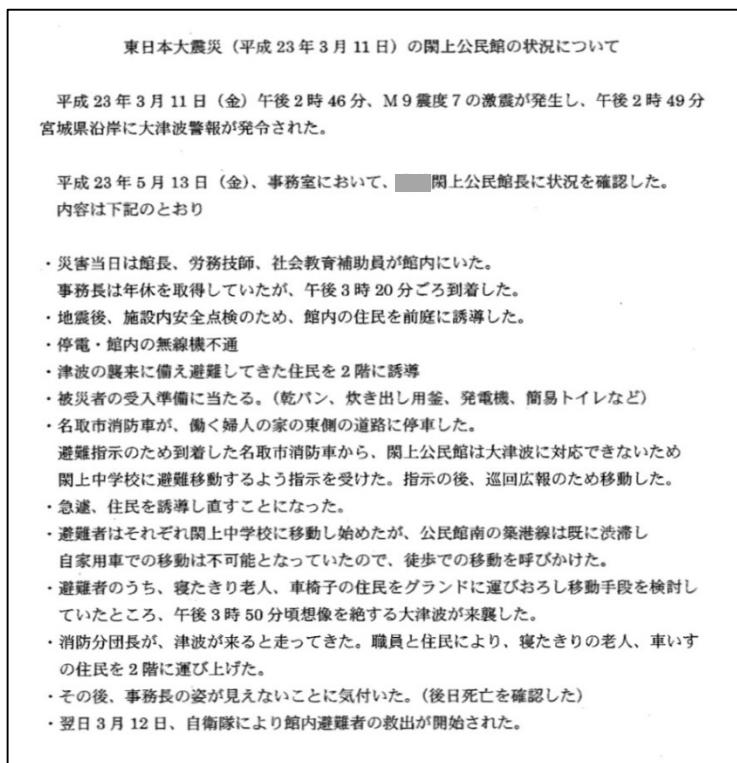 東日本大震災（平成23年3月11日）の閖上公民館の状況について
平成23年3月11日（金）午後2時46分、M9震度7の激震が発生し、午後2時49分
宮城県沿岸に大津波警報が発令された。
平成23年5月13日（金）、事務室において、閖上公民館長に状況を確認した。
内容は下記のとおり
・災害当日は館長、労務技師、社会教育補助員が館内にいた。
事務長は年休を取得していたが、午後3時20分ごろ到着した。
・地震後、施設内安全点検のため、館内の住民を前庭に誘導した。
・停電・館内の無線機不通
・津波の襲来に備え避難してきた住民を2階に誘導
・被災者の受入準備に当たる。（乾パン、炊き出し用釜、発電機、簡易トイレなど）
・名取市消防車が、働く婦人の家の東側の道路に停車した。
避難指示のため到着した名取市消防車から、閖上公民館は大津波に対応できないため
閖上中学校に避難移動するよう指示を受けた。指示の後、巡回広報のため移動した。
・急遽、住民を誘導し直すことになった。
・避難者はそれぞれ閖上中学校に移動し始めたが、公民館南の築港線は既に渋滞し
自家用車での移動は不可能となっていたので、徒歩での移動を呼びかけた。
・避難者のうち、寝たきり老人、車椅子の住民をグランドに運びおろし移動手段を検討し
ていたところ、午後3時50分頃想像を絶する大津波が来襲した。
・消防分団長が、津波が来ると走ってきた。職員と住民により、寝たきりの老人、車いす
の住民を2階に運び上げた。
・その後、事務長の姿が見えないことに気付いた。（後日死亡を確認した）
・翌日3月12日、自衛隊により館内避難者の救出が開始された。